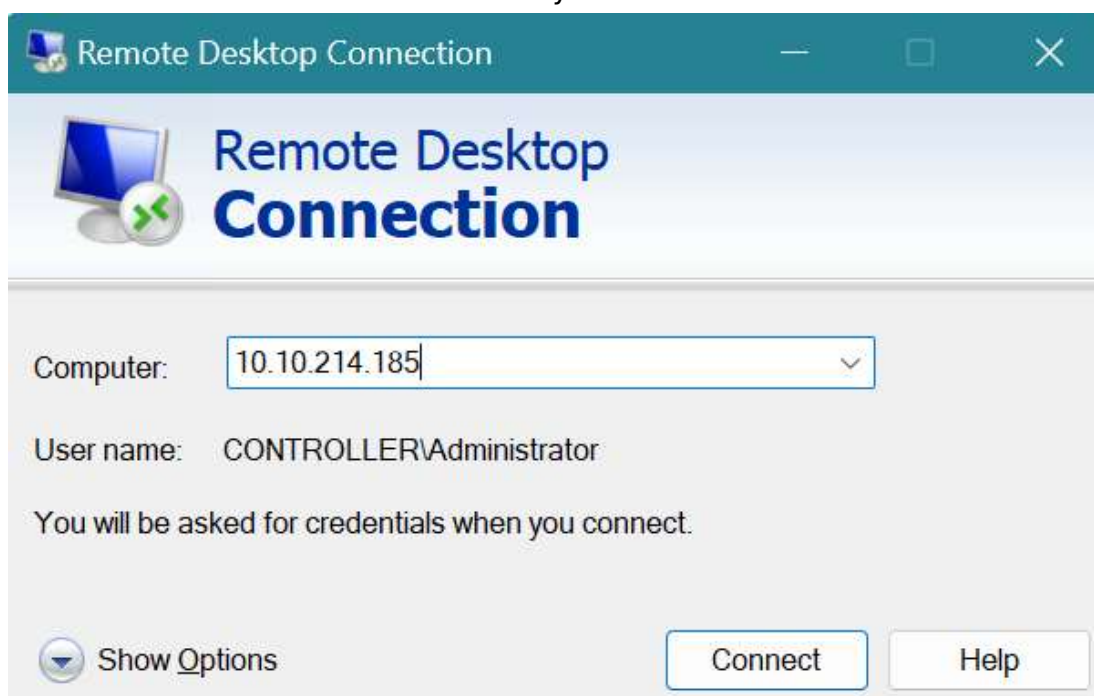 Remote Desktop Connection
Remote Desktop
Connection
Computer: 10.10.214.185
User name: CONTROLLER\Administrator
You will be asked for credentials when you connect.
Show Options Connect Help